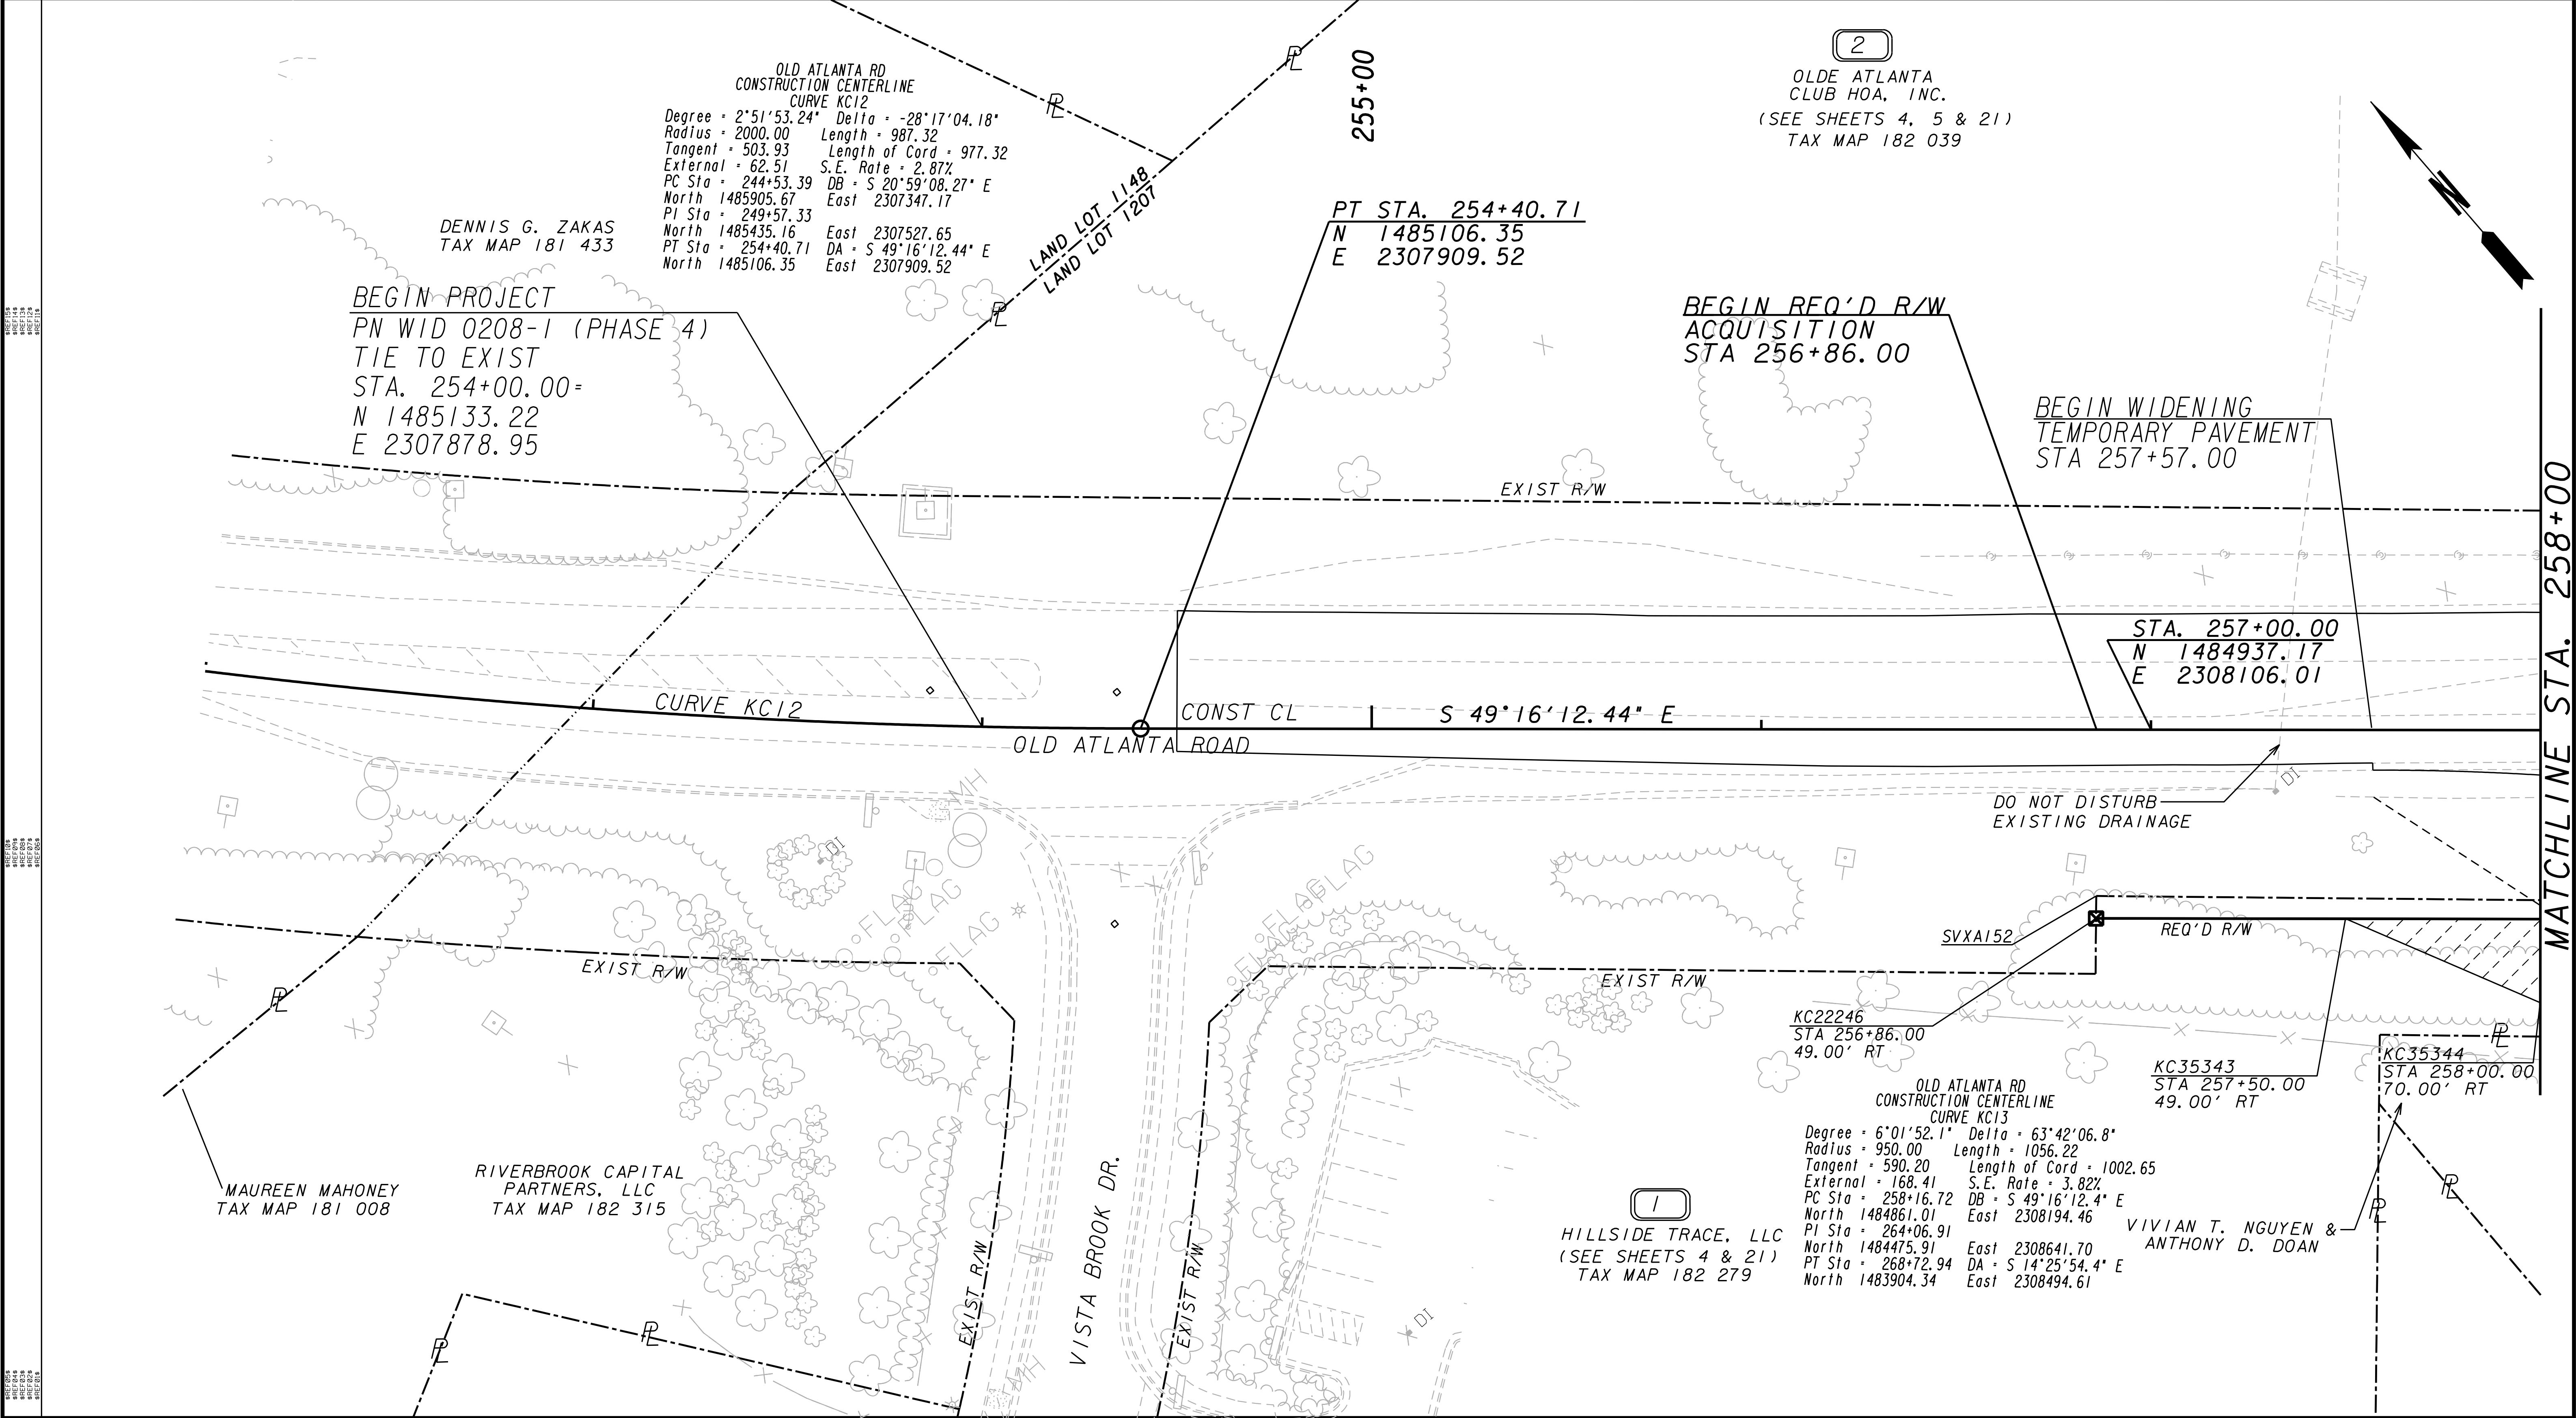 OLD ATLANTA RD
CONSTRUCTION CENTERLINE
CURVE KC12
Degree = 2°51'53.24" Delta = -28°17'04.18"
Radius = 2000.00 Length = 987.32
Tangent = 503.93 Length of Cord = 977.32
External = 62.51 S.E. Rate = 2.87%
PC Sta = 244+53.39 DB = S 20°59'08.27" E
North 1485905.67 East 2307347.17
PI Sta = 249+57.33
North 1485435.16 East 2307527.65
PT Sta = 254+40.71 DA = S 49°16'12.44" E
North 1485106.35 East 2307909.52
DENNIS G. ZAKAS
TAX MAP 181 433
BEGIN PROJECT
PN WID 0208-1 (PHASE 4)
TIE TO EXIST
STA. 254+00.00=
N 1485133.22
E 2307878.95
LAND LOT 1148
LAND LOT 1207
255+00
PT STA. 254+40.71
N 1485106.35
E 2307909.52
2
OLDE ATLANTA
CLUB HOA, INC.
(SEE SHEETS 4, 5 & 21)
TAX MAP 182 039
N
BEGIN REQ'D R/W
ACQUISITION
STA 256+86.00
BEGIN WIDENING
TEMPORARY PAVEMENT
STA 257+57.00
EXIST R/W
STA. 257+00.00
N 1484937.17
E 2308106.01
MATCHLINE STA. 258+00
CURVE KC12
CONST CL
S 49°16'12.44" E
OLD ATLANTA ROAD
MH
DI
FLAG
FLAG
FLAG
FLAG
FLAG
FLAG
DO NOT DISTURB
EXISTING DRAINAGE
DI
SVXA152
REQ'D R/W
EXIST R/W
EXIST R/W
KC22246
STA 256+86.00
49.00' RT
KC35343
STA 257+50.00
49.00' RT
KC35344
STA 258+00.00
70.00' RT
OLD ATLANTA RD
CONSTRUCTION CENTERLINE
CURVE KC13
Degree = 6°01'52.1" Delta = 63°42'06.8"
Radius = 950.00 Length = 1056.22
Tangent = 590.20 Length of Cord = 1002.65
External = 168.41 S.E. Rate = 3.82%
PC Sta = 258+16.72 DB = S 49°16'12.4" E
North 1484861.01 East 2308194.46
PI Sta = 264+06.91
North 1484475.91 East 2308641.70
PT Sta = 268+72.94 DA = S 14°25'54.4" E
North 1483904.34 East 2308494.61
MAUREEN MAHONEY
TAX MAP 181 008
RIVERBROOK CAPITAL
PARTNERS, LLC
TAX MAP 182 315
EXIST R/W
VISTA BROOK DR.
EXIST R/W
MH
DI
1
HILLSIDE TRACE, LLC
(SEE SHEETS 4 & 21)
TAX MAP 182 279
VIVIAN T. NGUYEN &
ANTHONY D. DOAN